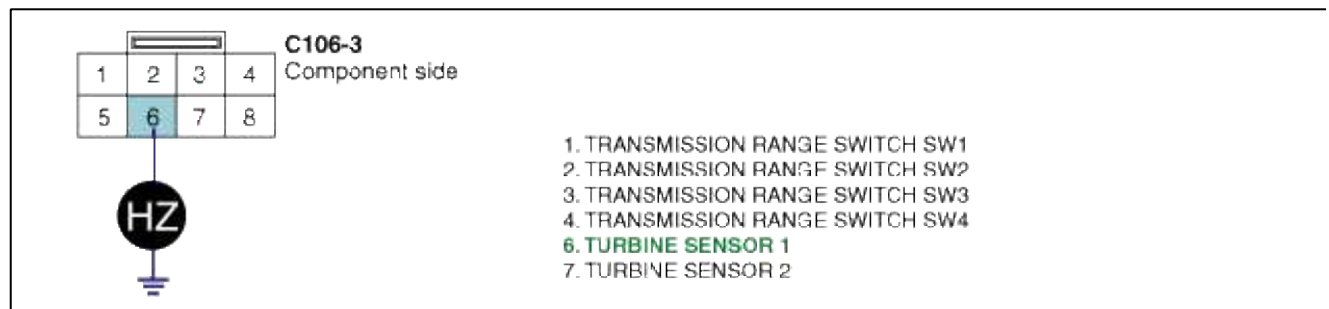 C106-3
Component side
1 2 3 4
5 6 7 8
HZ
1. TRANSMISSION RANGE SWITCH SW1
2. TRANSMISSION RANGE SWITCH SW2
3. TRANSMISSION RANGE SWITCH SW3
4. TRANSMISSION RANGE SWITCH SW4
6. TURBINE SENSOR 1
7. TURBINE SENSOR 2